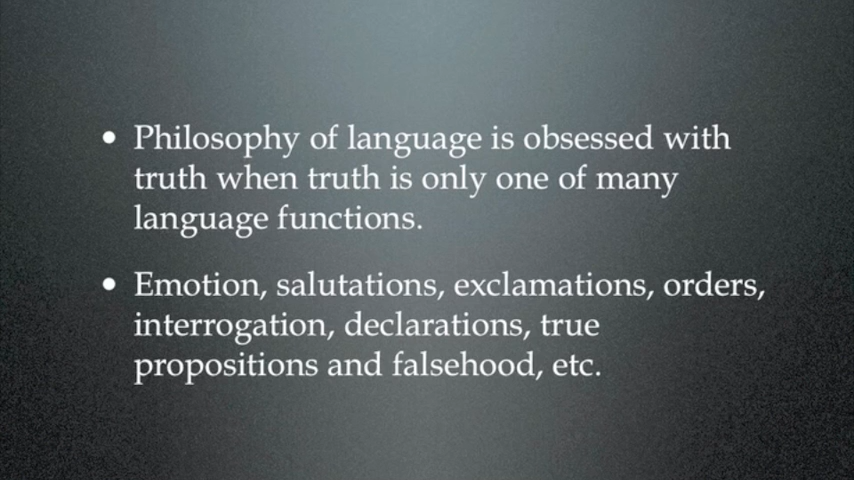 • Philosophy of language is obsessed with
truth when truth is only one of many
language functions.
• Emotion, salutations, exclamations, orders,
interrogation, declarations, true
propositions and falsehood, etc.